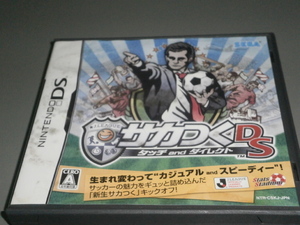 NINTENDO DS
SEGA
サカつくDS
タッチ and ダイレクト
生まれ変わって"カジュアル and スピーディー"!
サッカーの魅力をギュッと詰め込んだ
「新生サカつく」キックオフ!
CERO
A